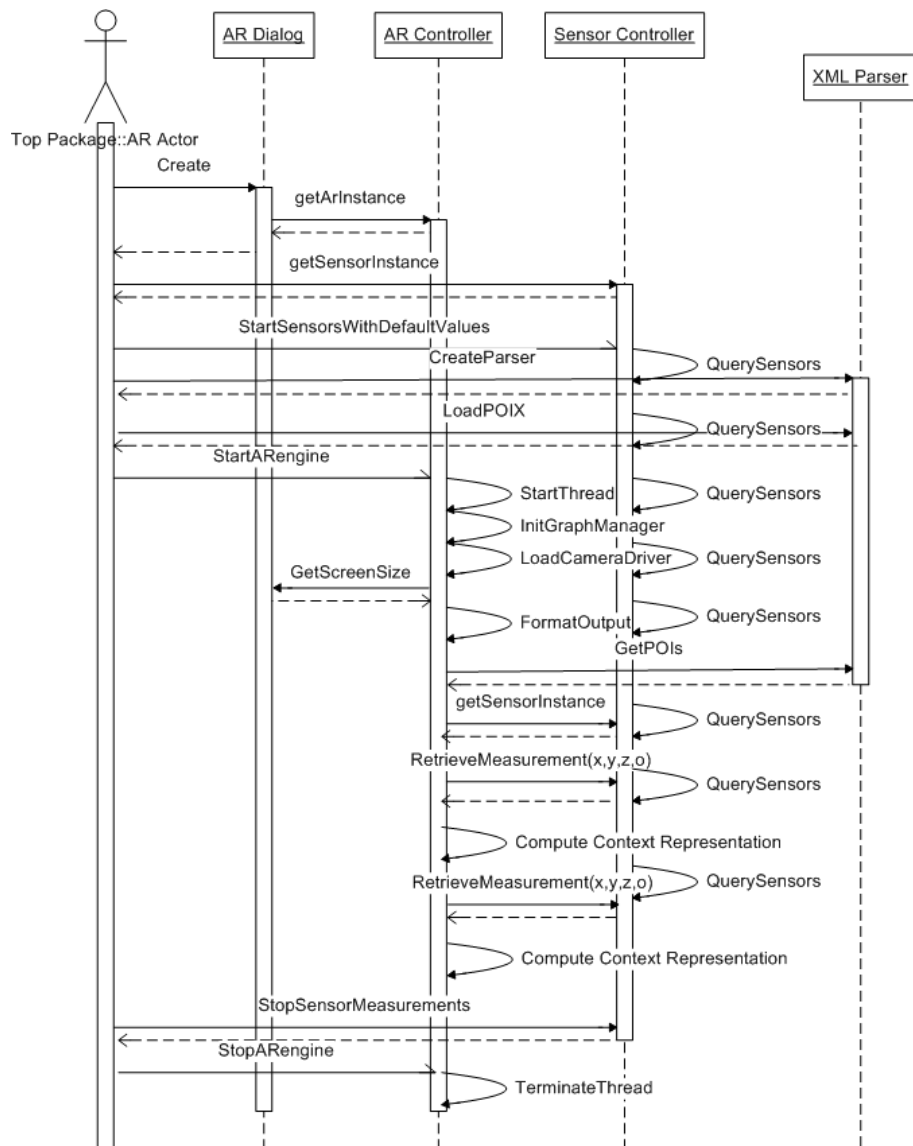 AR Dialog
AR Controller
Sensor Controller
XML Parser
Top Package::AR Actor
Create
getArInstance
getSensorInstance
StartSensorsWithDefaultValues
CreateParser
QuerySensors
LoadPOIX
QuerySensors
StartARengine
StartThread
QuerySensors
InitGraphManager
LoadCameraDriver
QuerySensors
GetScreenSize
FormatOutput
QuerySensors
GetPOIs
getSensorInstance
QuerySensors
RetrieveMeasurement(x,y,z,o)
QuerySensors
Compute Context Representation
RetrieveMeasurement(x,y,z,o)
QuerySensors
Compute Context Representation
StopSensorMeasurements
StopARengine
TerminateThread